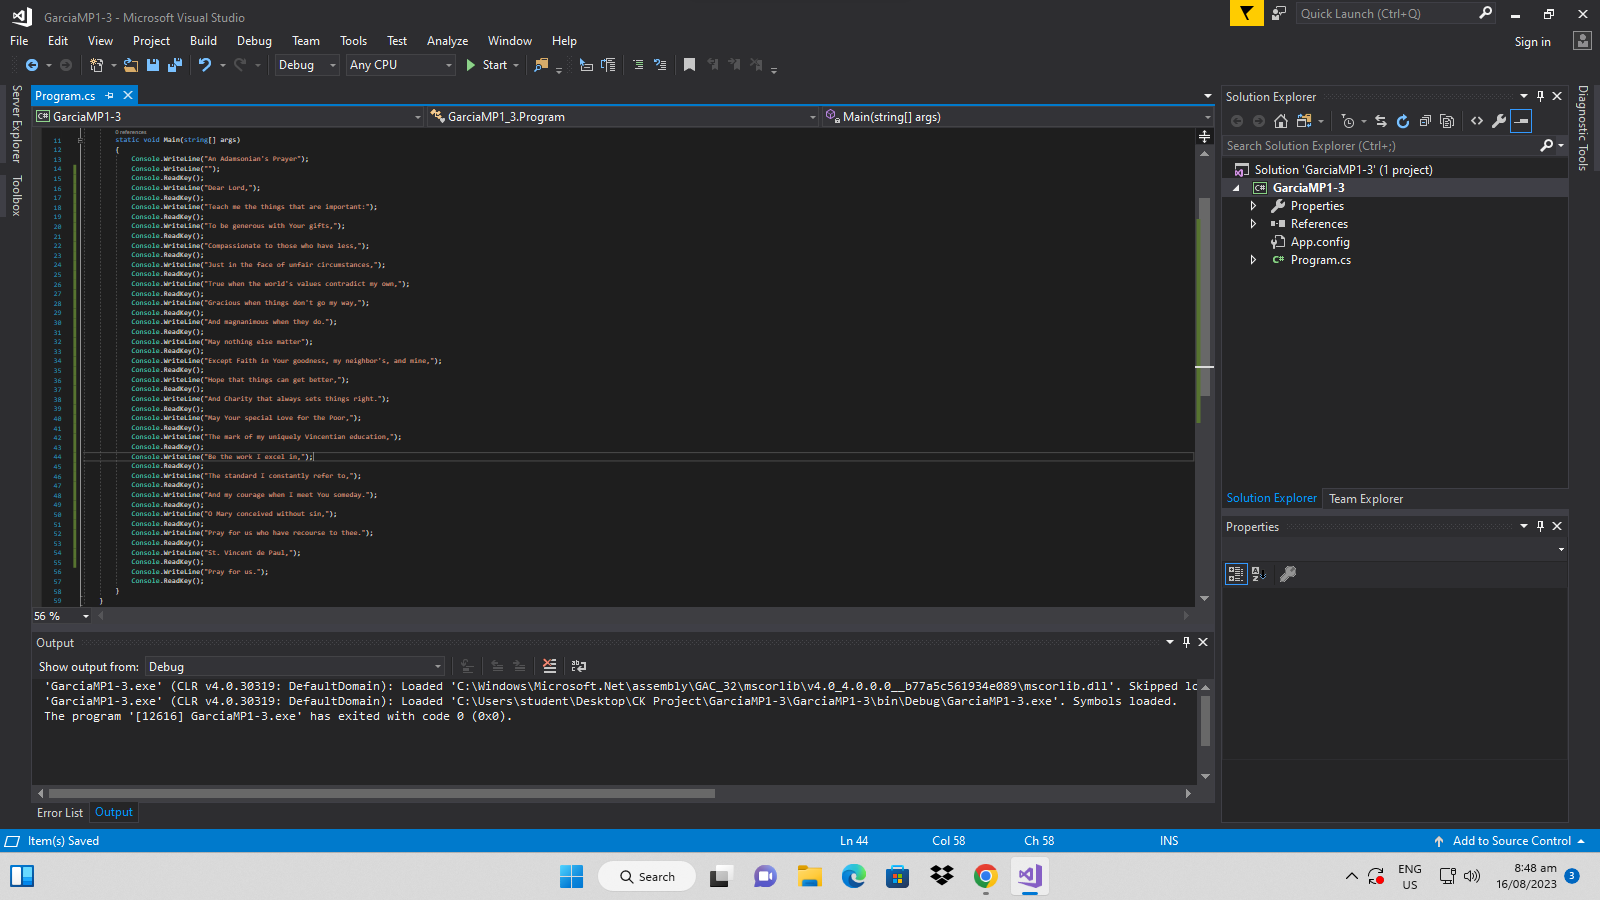 GarciaMP1-3 - Microsoft Visual Studio
Quick Launch (Ctrl+Q)
File Edit View Project Build Debug Team Tools Test Analyze Window Help
Sign in
Debug Any CPU Start
Server Explorer
Toolbox
Program.cs
GarciaMP1-3 GarciaMP1_3.Program Main(string[] args)
0 references
11 static void Main(string[] args)
12 {
13 Console.WriteLine("An Adamsonian's Prayer");
14 Console.WriteLine("");
15 Console.ReadKey();
16 Console.WriteLine("Dear Lord,");
17 Console.ReadKey();
18 Console.WriteLine("Teach me the things that are important:");
19 Console.ReadKey();
20 Console.WriteLine("To be generous with Your gifts,");
21 Console.ReadKey();
22 Console.WriteLine("Compassionate to those who have less,");
23 Console.ReadKey();
24 Console.WriteLine("Just in the face of unfair circumstances,");
25 Console.ReadKey();
26 Console.WriteLine("True when the world's values contradict my own,");
27 Console.ReadKey();
28 Console.WriteLine("Gracious when things don't go my way,");
29 Console.ReadKey();
30 Console.WriteLine("And magnanimous when they do.");
31 Console.ReadKey();
32 Console.WriteLine("May nothing else matter");
33 Console.ReadKey();
34 Console.WriteLine("Except Faith in Your goodness, my neighbor's, and mine,");
35 Console.ReadKey();
36 Console.WriteLine("Hope that things can get better,");
37 Console.ReadKey();
38 Console.WriteLine("And Charity that always sets things right.");
39 Console.ReadKey();
40 Console.WriteLine("May Your special Love for the Poor,");
41 Console.ReadKey();
42 Console.WriteLine("The mark of my uniquely Vincentian education,");
43 Console.ReadKey();
44 Console.WriteLine("Be the work I excel in,");
45 Console.ReadKey();
46 Console.WriteLine("The standard I constantly refer to,");
47 Console.ReadKey();
48 Console.WriteLine("And my courage when I meet You someday.");
49 Console.ReadKey();
50 Console.WriteLine("O Mary conceived without sin,");
51 Console.ReadKey();
52 Console.WriteLine("Pray for us who have recourse to thee.");
53 Console.ReadKey();
54 Console.WriteLine("St. Vincent de Paul,");
55 Console.ReadKey();
56 Console.WriteLine("Pray for us.");
57 Console.ReadKey();
58 }
59 }
56 %
Output
Show output from: Debug
'GarciaMP1-3.exe' (CLR v4.0.30319: DefaultDomain): Loaded 'C:\Windows\Microsoft.Net\assembly\GAC_32\mscorlib\v4.0_4.0.0.0__b77a5c561934e089\mscorlib.dll'. Skipped lo
'GarciaMP1-3.exe' (CLR v4.0.30319: DefaultDomain): Loaded 'C:\Users\student\Desktop\CK Project\GarciaMP1-3\GarciaMP1-3\bin\Debug\GarciaMP1-3.exe'. Symbols loaded.
The program '[12616] GarciaMP1-3.exe' has exited with code 0 (0x0).
Error List Output
Solution Explorer
Search Solution Explorer (Ctrl+;)
Solution 'GarciaMP1-3' (1 project)
GarciaMP1-3
Properties
References
App.config
Program.cs
Solution Explorer Team Explorer
Properties
Diagnostic Tools
Item(s) Saved Ln 44 Col 58 Ch 58 INS Add to Source Control
Search
ENG
US
8:48 am
16/08/2023
3